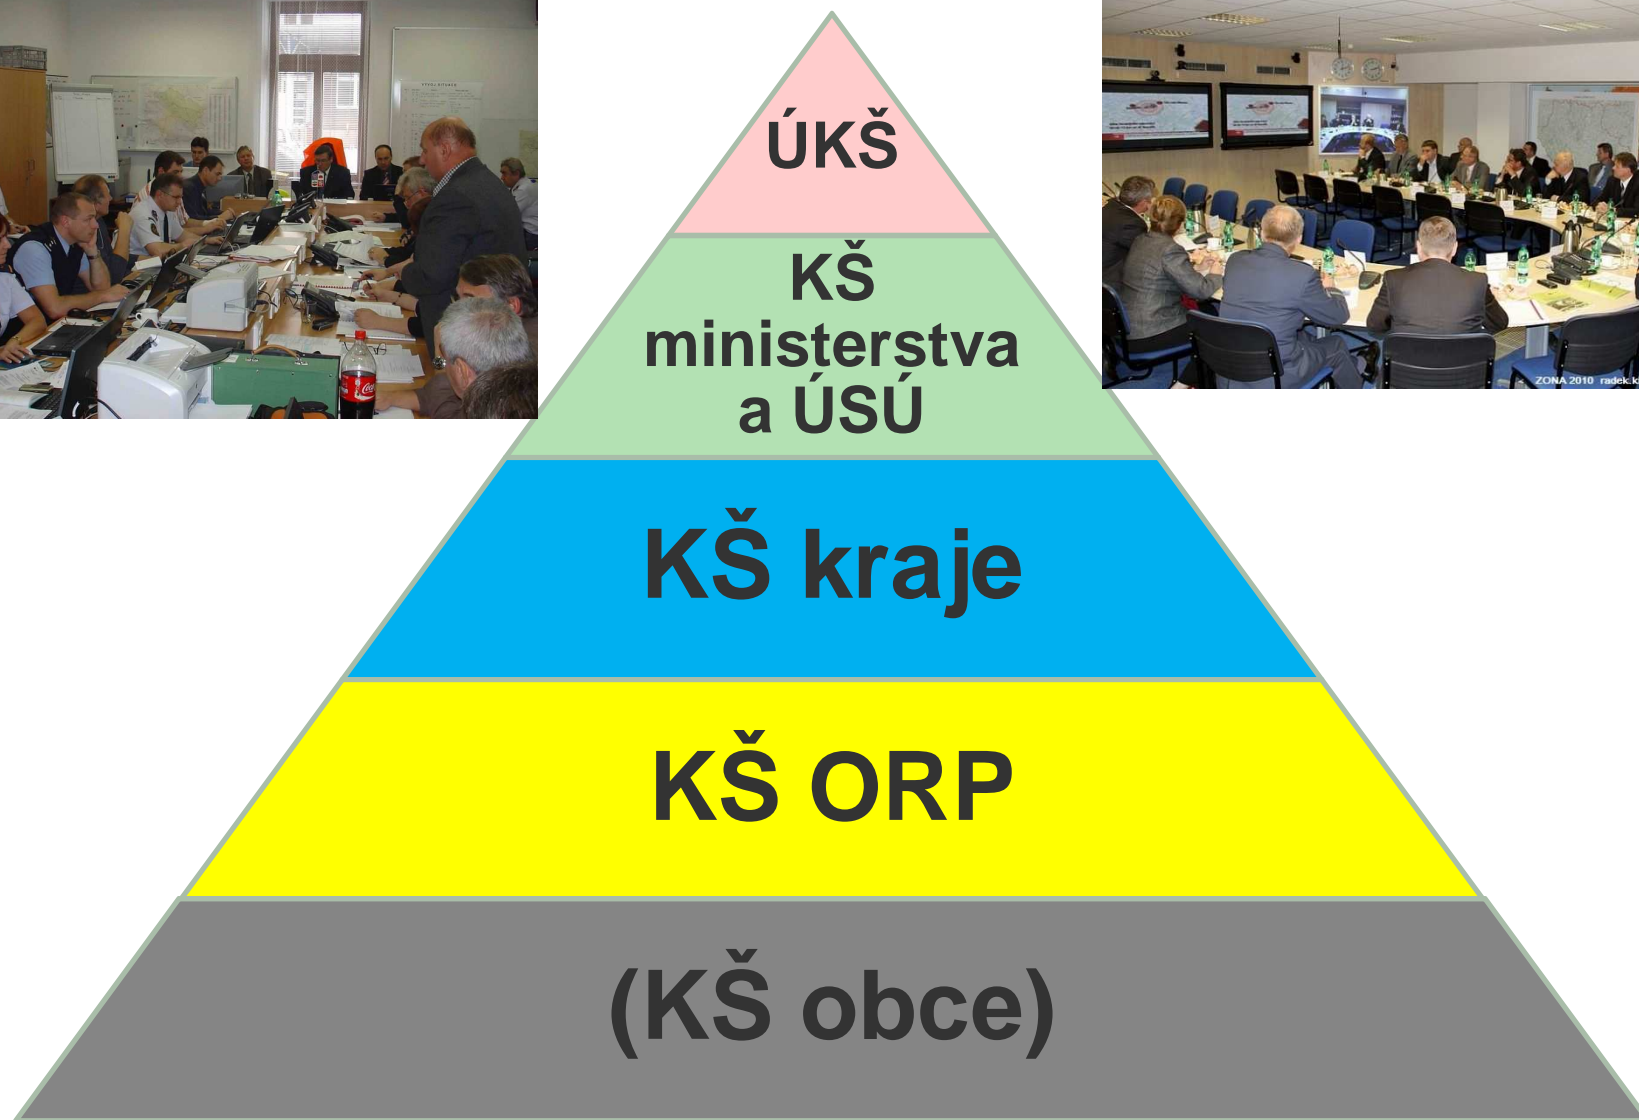 ÚKŠ
KŠ
ministerstva
a ÚSÚ
KŠ kraje
KŠ ORP
(KŠ obce)
ZONA 2010